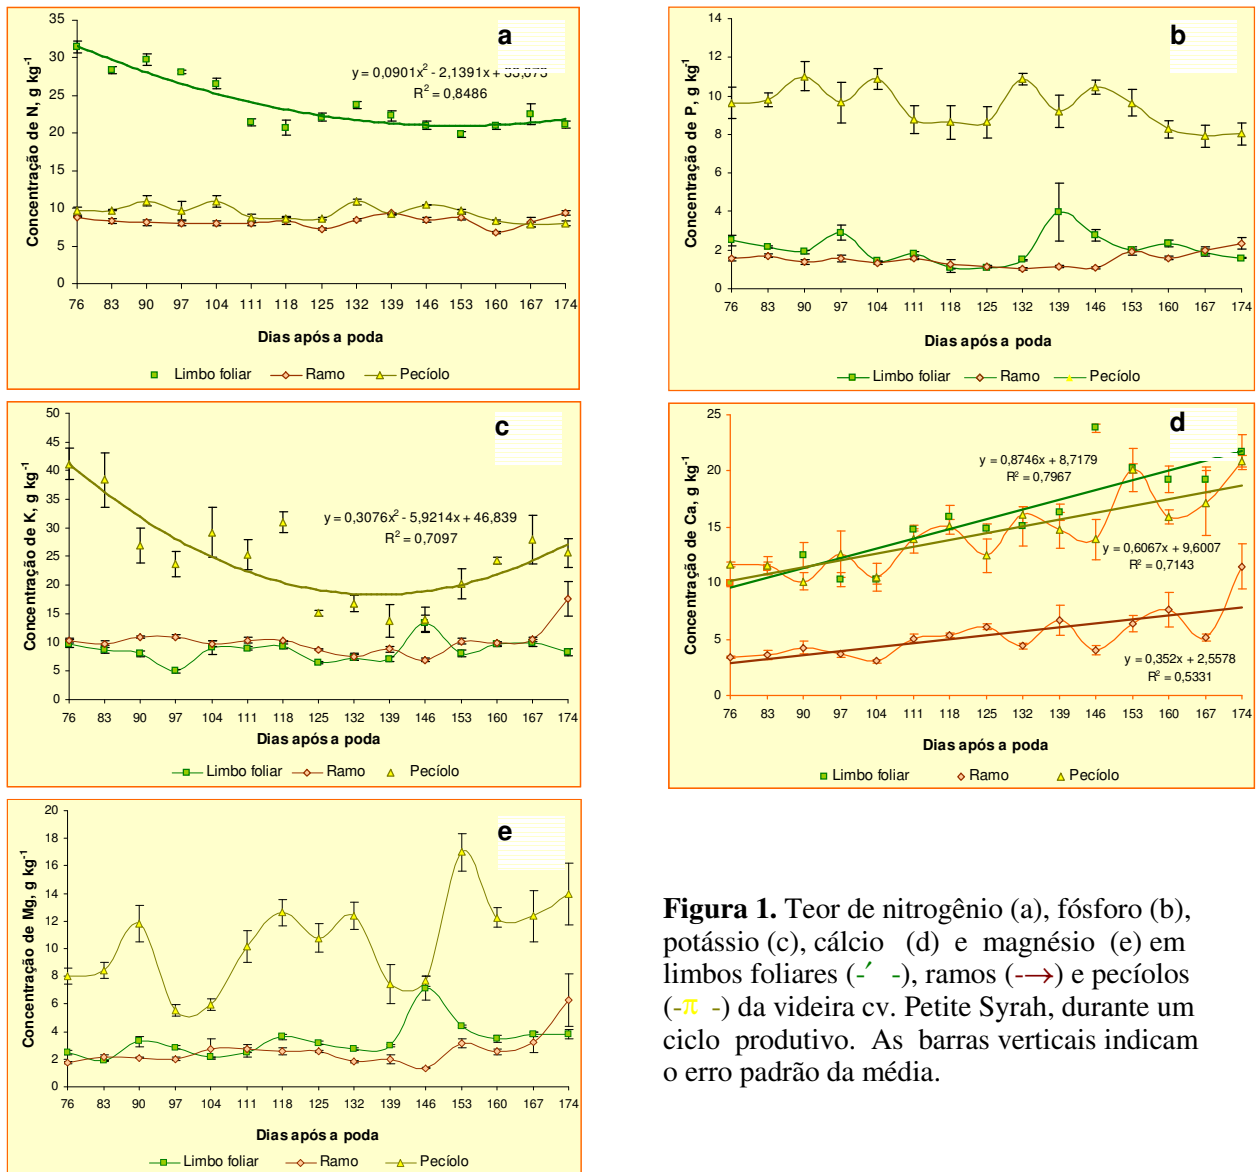 a
Concentração de N, g kg⁻¹
35
30
25
20
15
10
5
0
y = 0,0901x² - 2,1391x +
R² = 0,8486
76 83 90 97 104 111 118 125 132 139 146 153 160 167 174
Dias após a poda
Limbo foliar Ramo Pecíolo
b
Concentração de P, g kg⁻¹
14
12
10
8
6
4
2
0
76 83 90 97 104 111 118 125 132 139 146 153 160 167 174
Dias após a poda
Limbo foliar Ramo Pecíolo
c
Concentração de K, g kg⁻¹
50
45
40
35
30
25
20
15
10
5
0
y = 0,3076x² - 5,9214x + 46,839
R² = 0,7097
76 83 90 97 104 111 118 125 132 139 146 153 160 167 174
Dias após a poda
Limbo foliar Ramo Pecíolo
d
Concentração de Ca, g kg⁻¹
25
20
15
10
5
0
y = 0,8746x + 8,7179
R² = 0,7967
y = 0,6067x + 9,6007
R² = 0,7143
y = 0,352x + 2,5578
R² = 0,5331
76 83 90 97 104 111 118 125 132 139 146 153 160 167 174
Dias após a poda
Limbo foliar Ramo Pecíolo
e
Concentração de Mg, g kg⁻¹
20
18
16
14
12
10
8
6
4
2
0
76 83 90 97 104 111 118 125 132 139 146 153 160 167 174
Dias após a poda
Limbo foliar Ramo Pecíolo
Figura 1. Teor de nitrogênio (a), fósforo (b),
potássio (c), cálcio (d) e magnésio (e) em
limbos foliares (-′ -), ramos (-→) e pecíolos
(-π -) da videira cv. Petite Syrah, durante um
ciclo produtivo. As barras verticais indicam
o erro padrão da média.